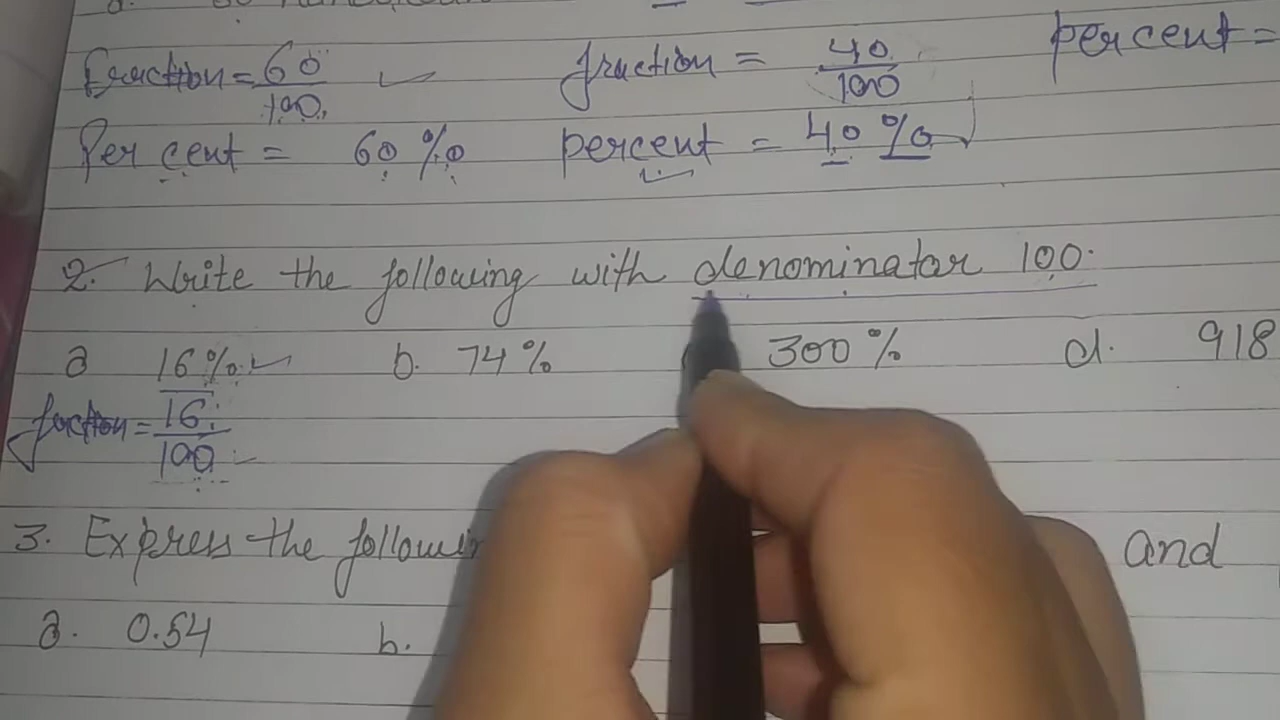 fraction = 60/100 fraction = 40/100 percent =
Per cent = 60 % percent = 40 %
2. Write the following with denominator 100.
a 16% b. 74% 300% d. 918
fraction = 16/100
3. Express the following and
a. 0.54 b.